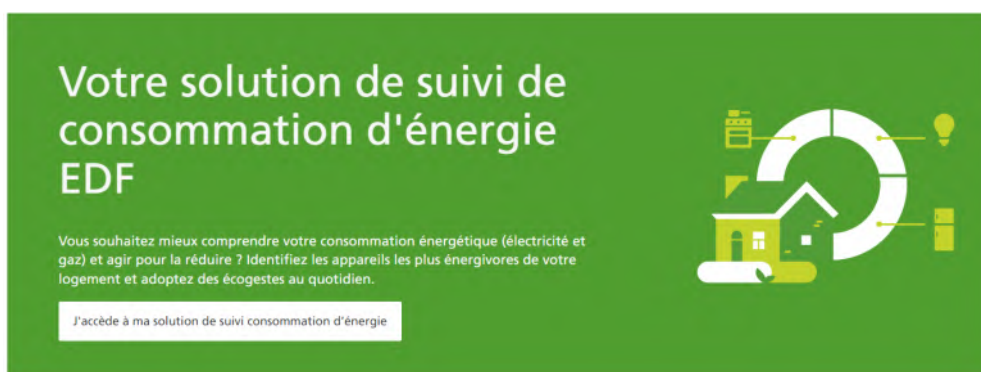 Votre solution de suivi de
consommation d'énergie
EDF
Vous souhaitez mieux comprendre votre consommation énergétique (électricité et
gaz) et agir pour la réduire ? Identifiez les appareils les plus énergivores de votre
logement et adoptez des écogestes au quotidien.
J'accède à ma solution de suivi consommation d'énergie